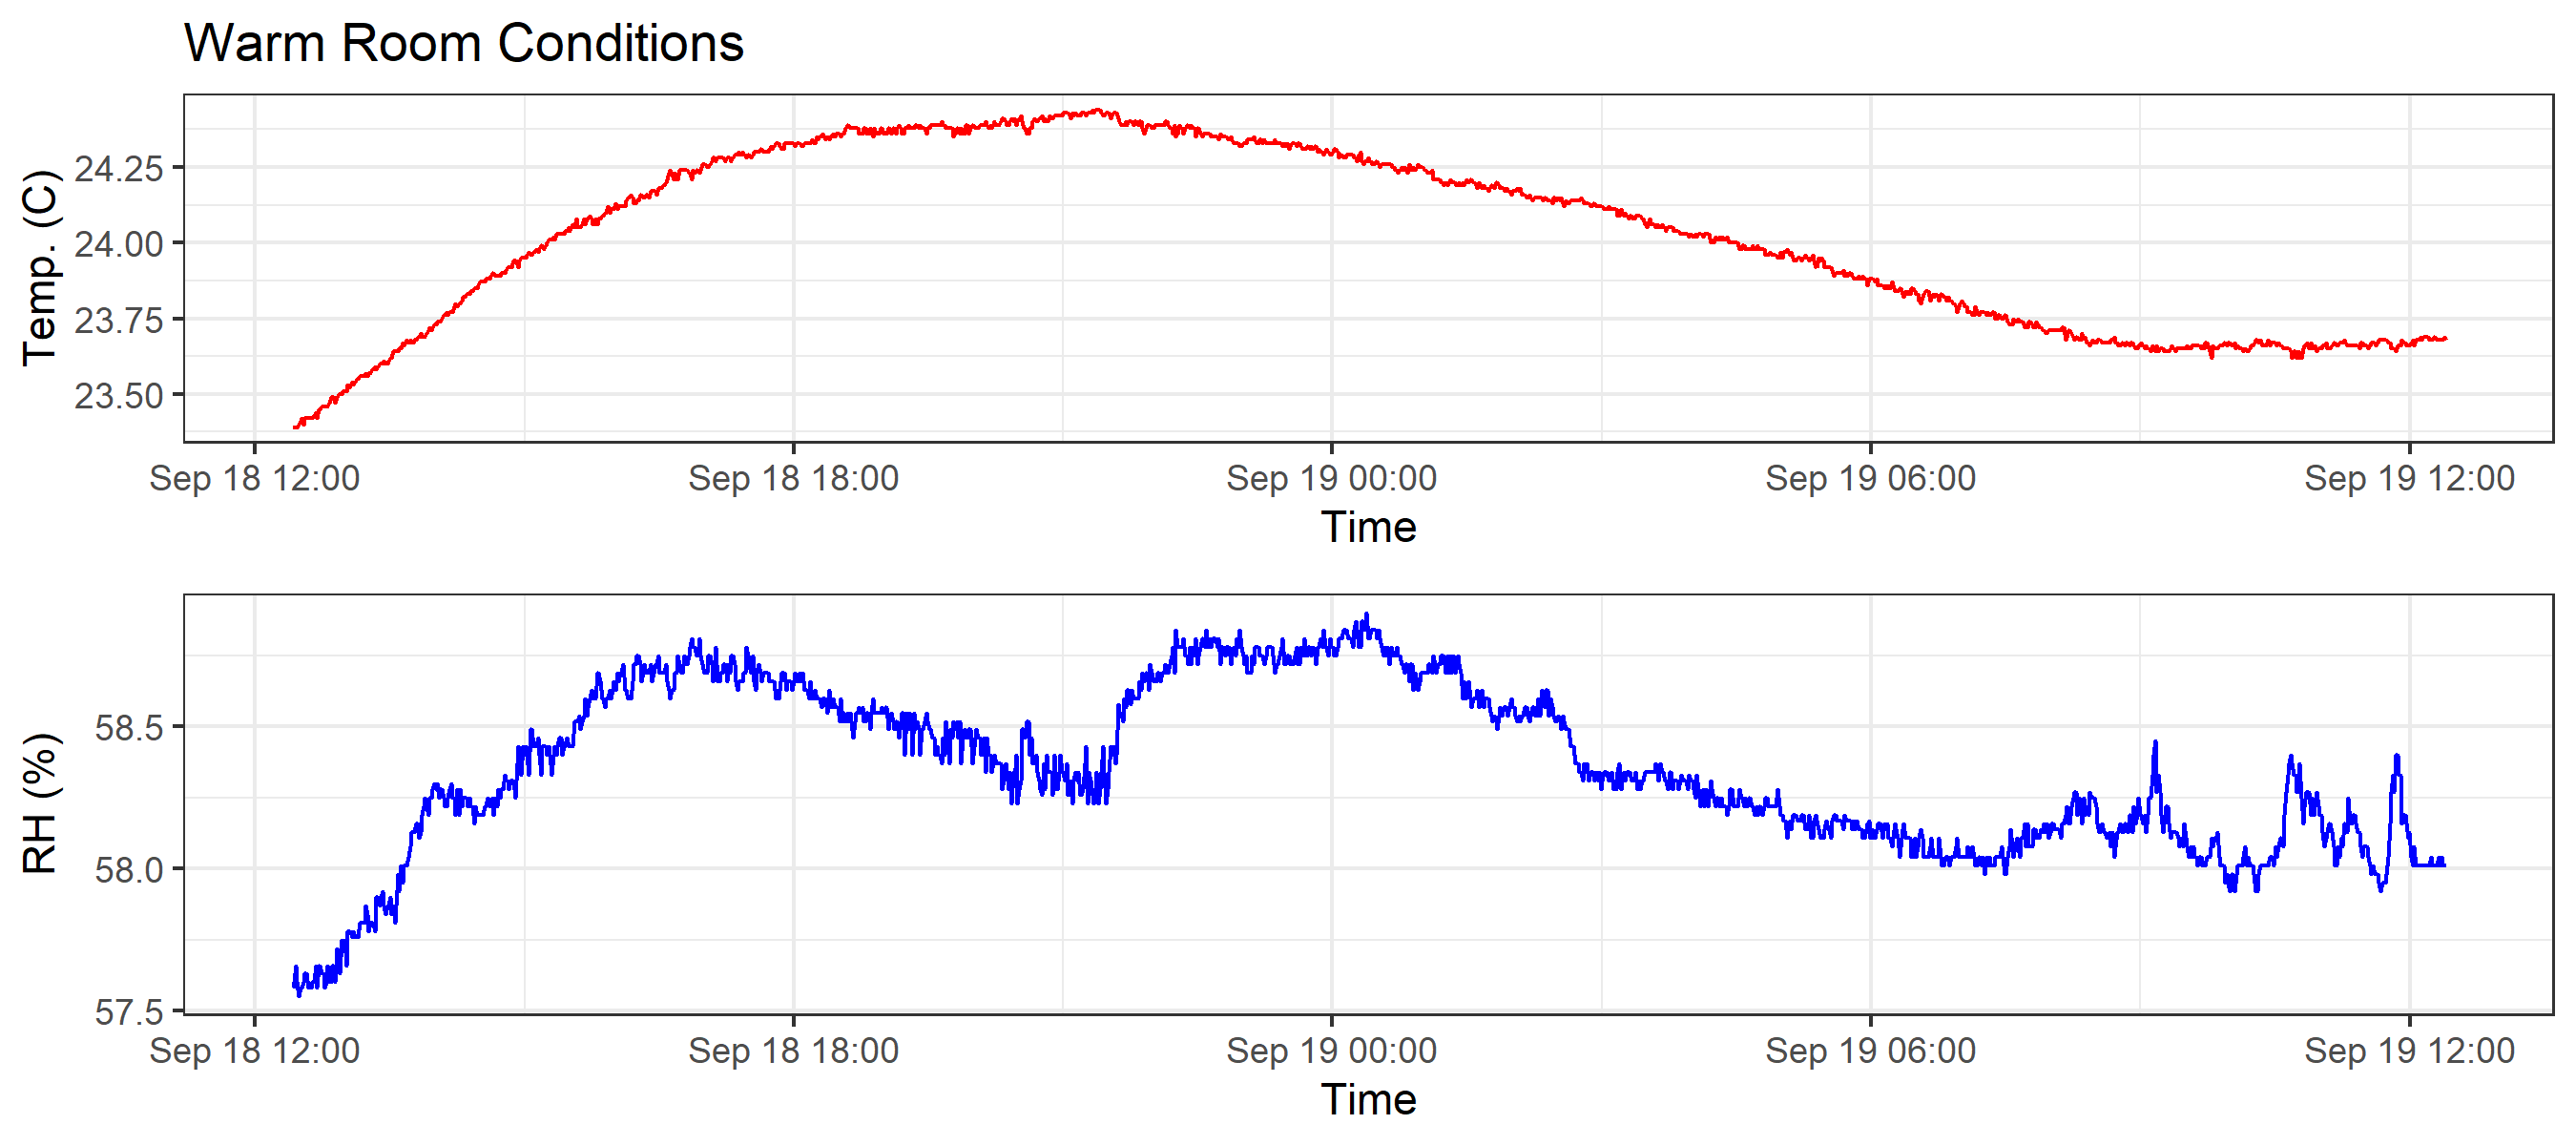 Warm Room Conditions
Temp. (C)
24.25
24.00
23.75
23.50
Sep 18 12:00 Sep 18 18:00 Sep 19 00:00 Sep 19 06:00 Sep 19 12:00
Time
RH (%)
58.5
58.0
57.5
Sep 18 12:00 Sep 18 18:00 Sep 19 00:00 Sep 19 06:00 Sep 19 12:00
Time